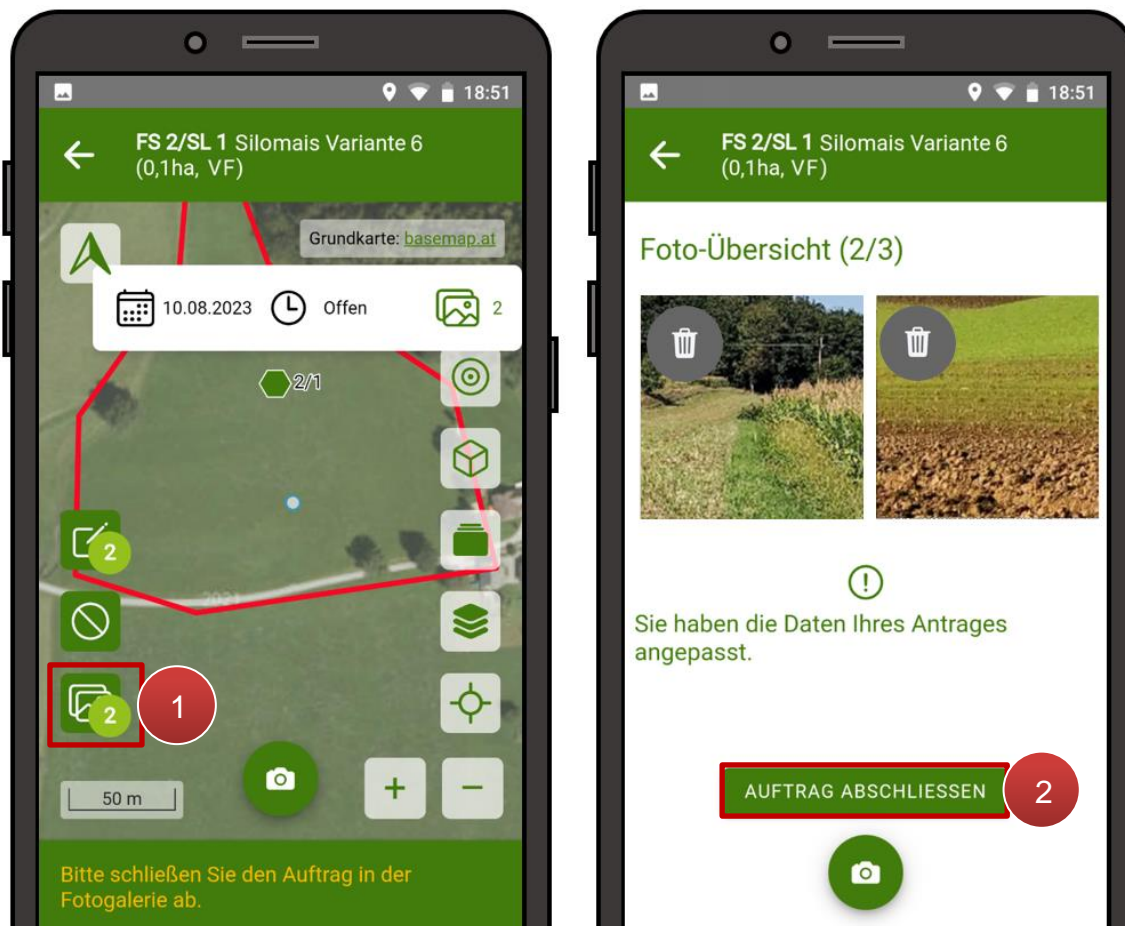 18:51
FS 2/SL 1 Silomais Variante 6
(0,1ha, VF)
Grundkarte: basemap.at
10.08.2023 Offen 2
2/1
2
2021
2
1
50 m
+ −
Bitte schließen Sie den Auftrag in der
Fotogalerie ab.
18:51
FS 2/SL 1 Silomais Variante 6
(0,1ha, VF)
Foto-Übersicht (2/3)
Sie haben die Daten Ihres Antrages
angepasst.
AUFTRAG ABSCHLIESSEN
2